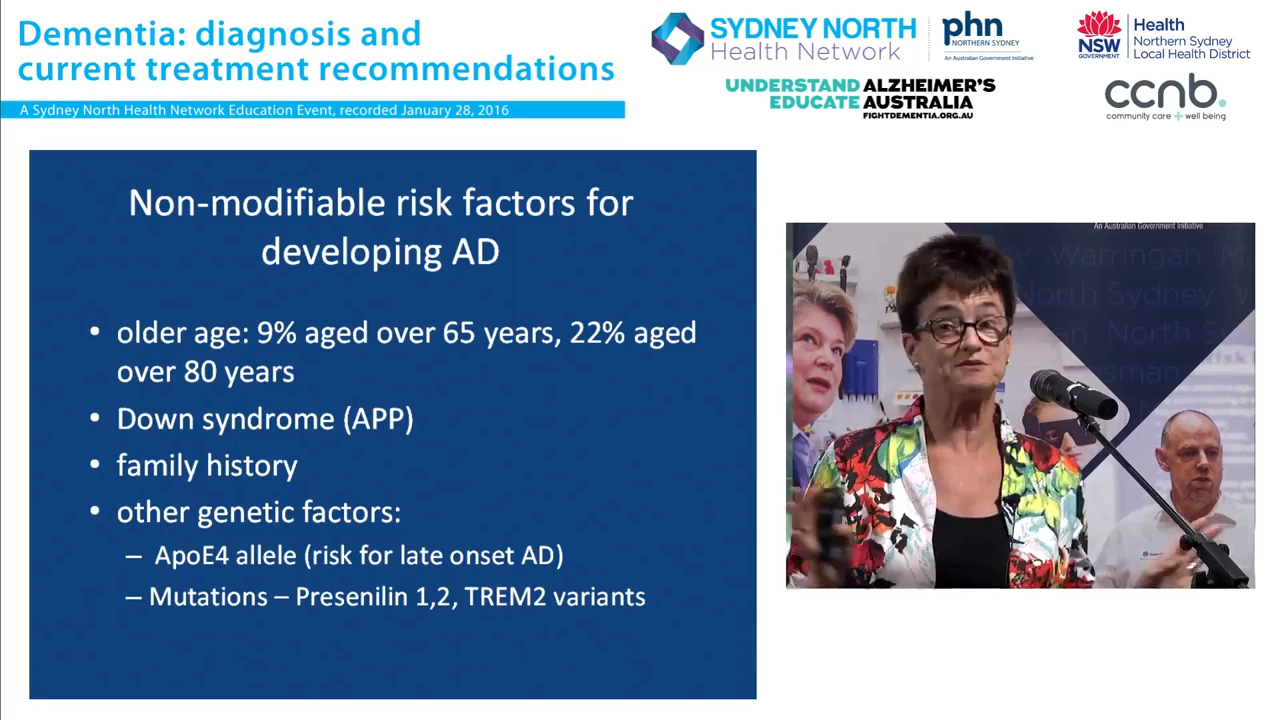 Dementia: diagnosis and
current treatment recommendations
A Sydney North Health Network Education Event, recorded January 28, 2016
SYDNEY NORTH
Health Network
phn
NORTHERN SYDNEY
An Australian Government Initiative
NSW
GOVERNMENT
Health
Northern Sydney
Local Health District
UNDERSTAND ALZHEIMER'S
EDUCATE AUSTRALIA
FIGHTDEMENTIA.ORG.AU
ccnb.
community care + well being
Non-modifiable risk factors for
developing AD
• older age: 9% aged over 65 years, 22% aged
over 80 years
• Down syndrome (APP)
• family history
• other genetic factors:
– ApoE4 allele (risk for late onset AD)
– Mutations – Presenilin 1,2, TREM2 variants
An Australian Government Initiative
Warringah
North Sydney
North